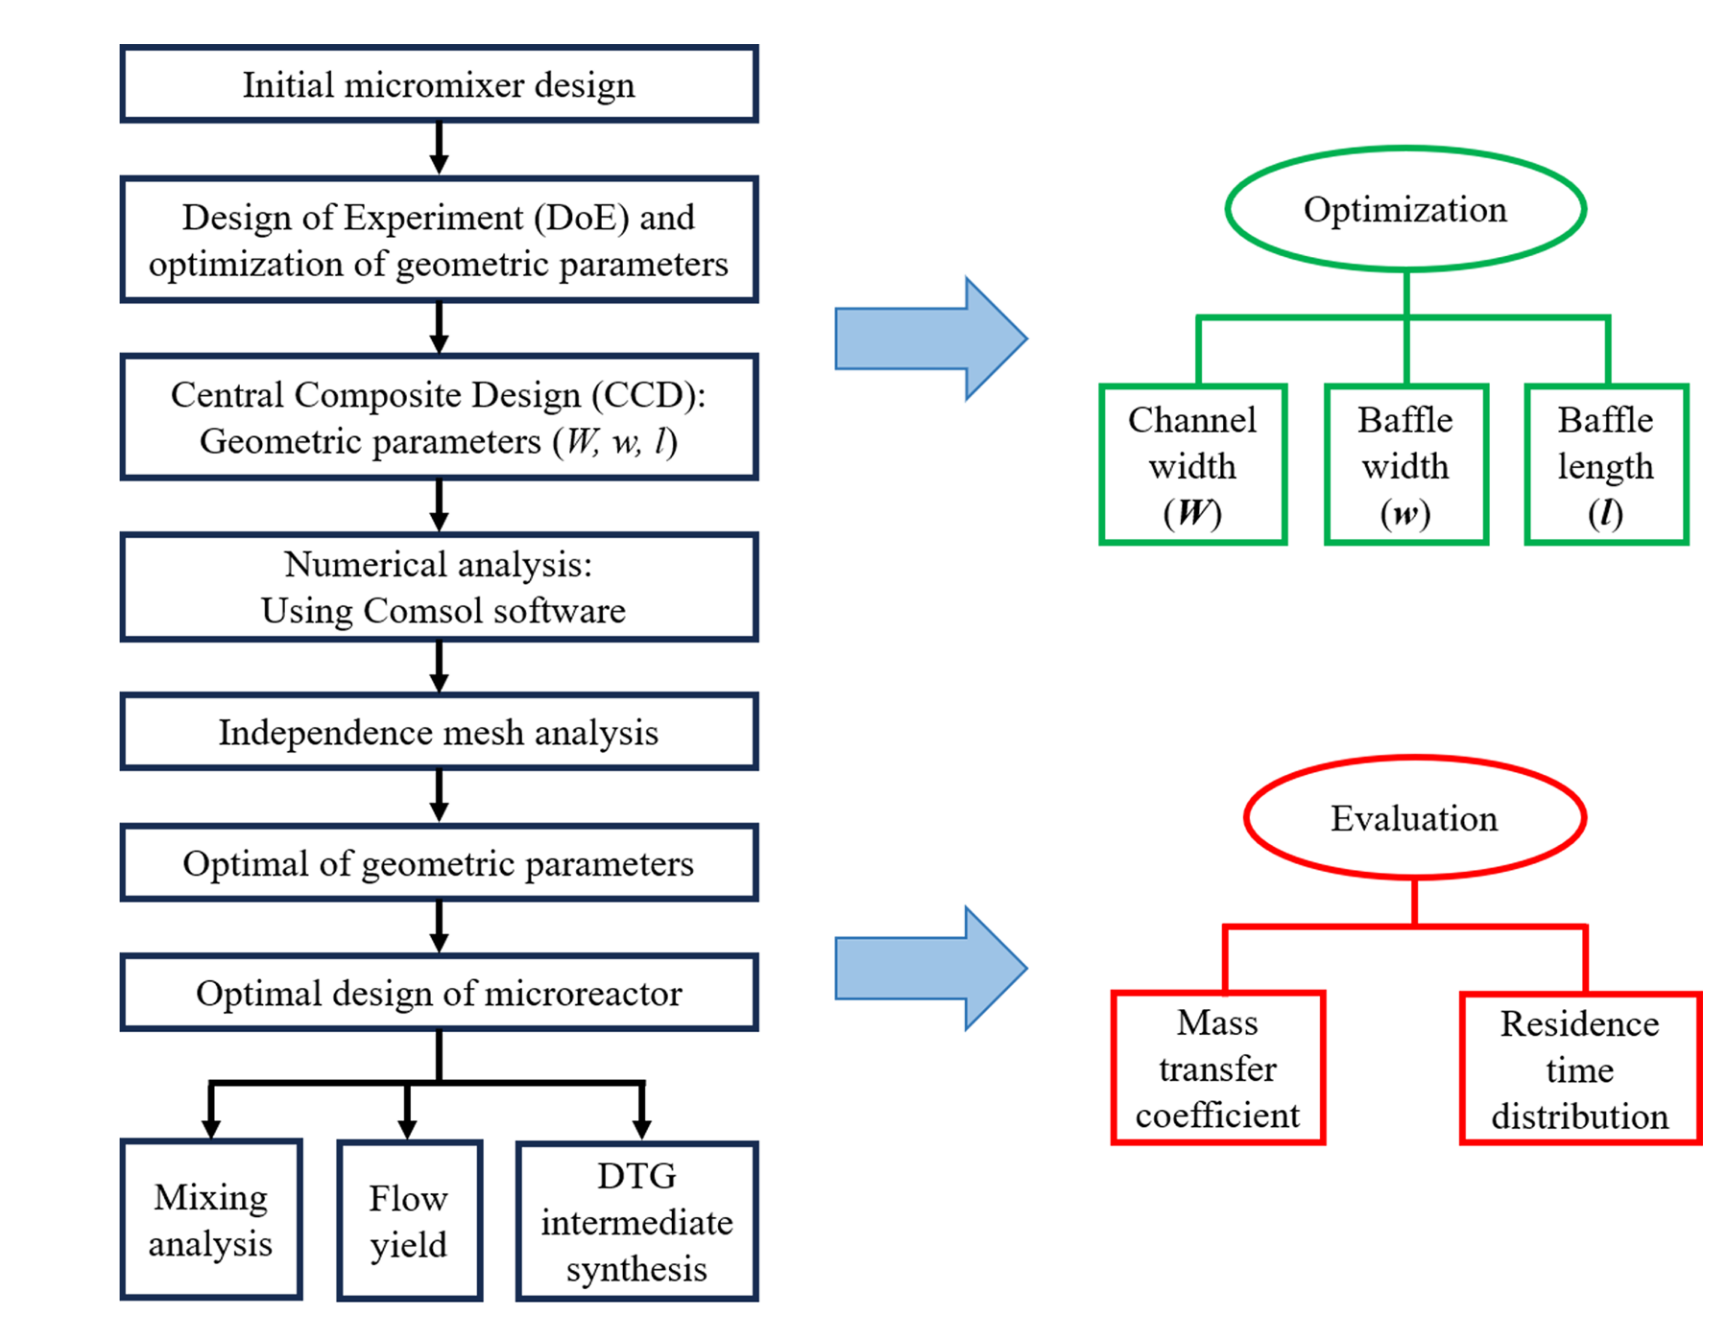 Initial micromixer design
Design of Experiment (DoE) and
optimization of geometric parameters
Central Composite Design (CCD):
Geometric parameters (W, w, l)
Numerical analysis:
Using Comsol software
Independence mesh analysis
Optimal of geometric parameters
Optimal design of microreactor
Mixing
analysis
Flow
yield
DTG
intermediate
synthesis
Optimization
Channel
width
(W)
Baffle
width
(w)
Baffle
length
(l)
Evaluation
Mass
transfer
coefficient
Residence
time
distribution